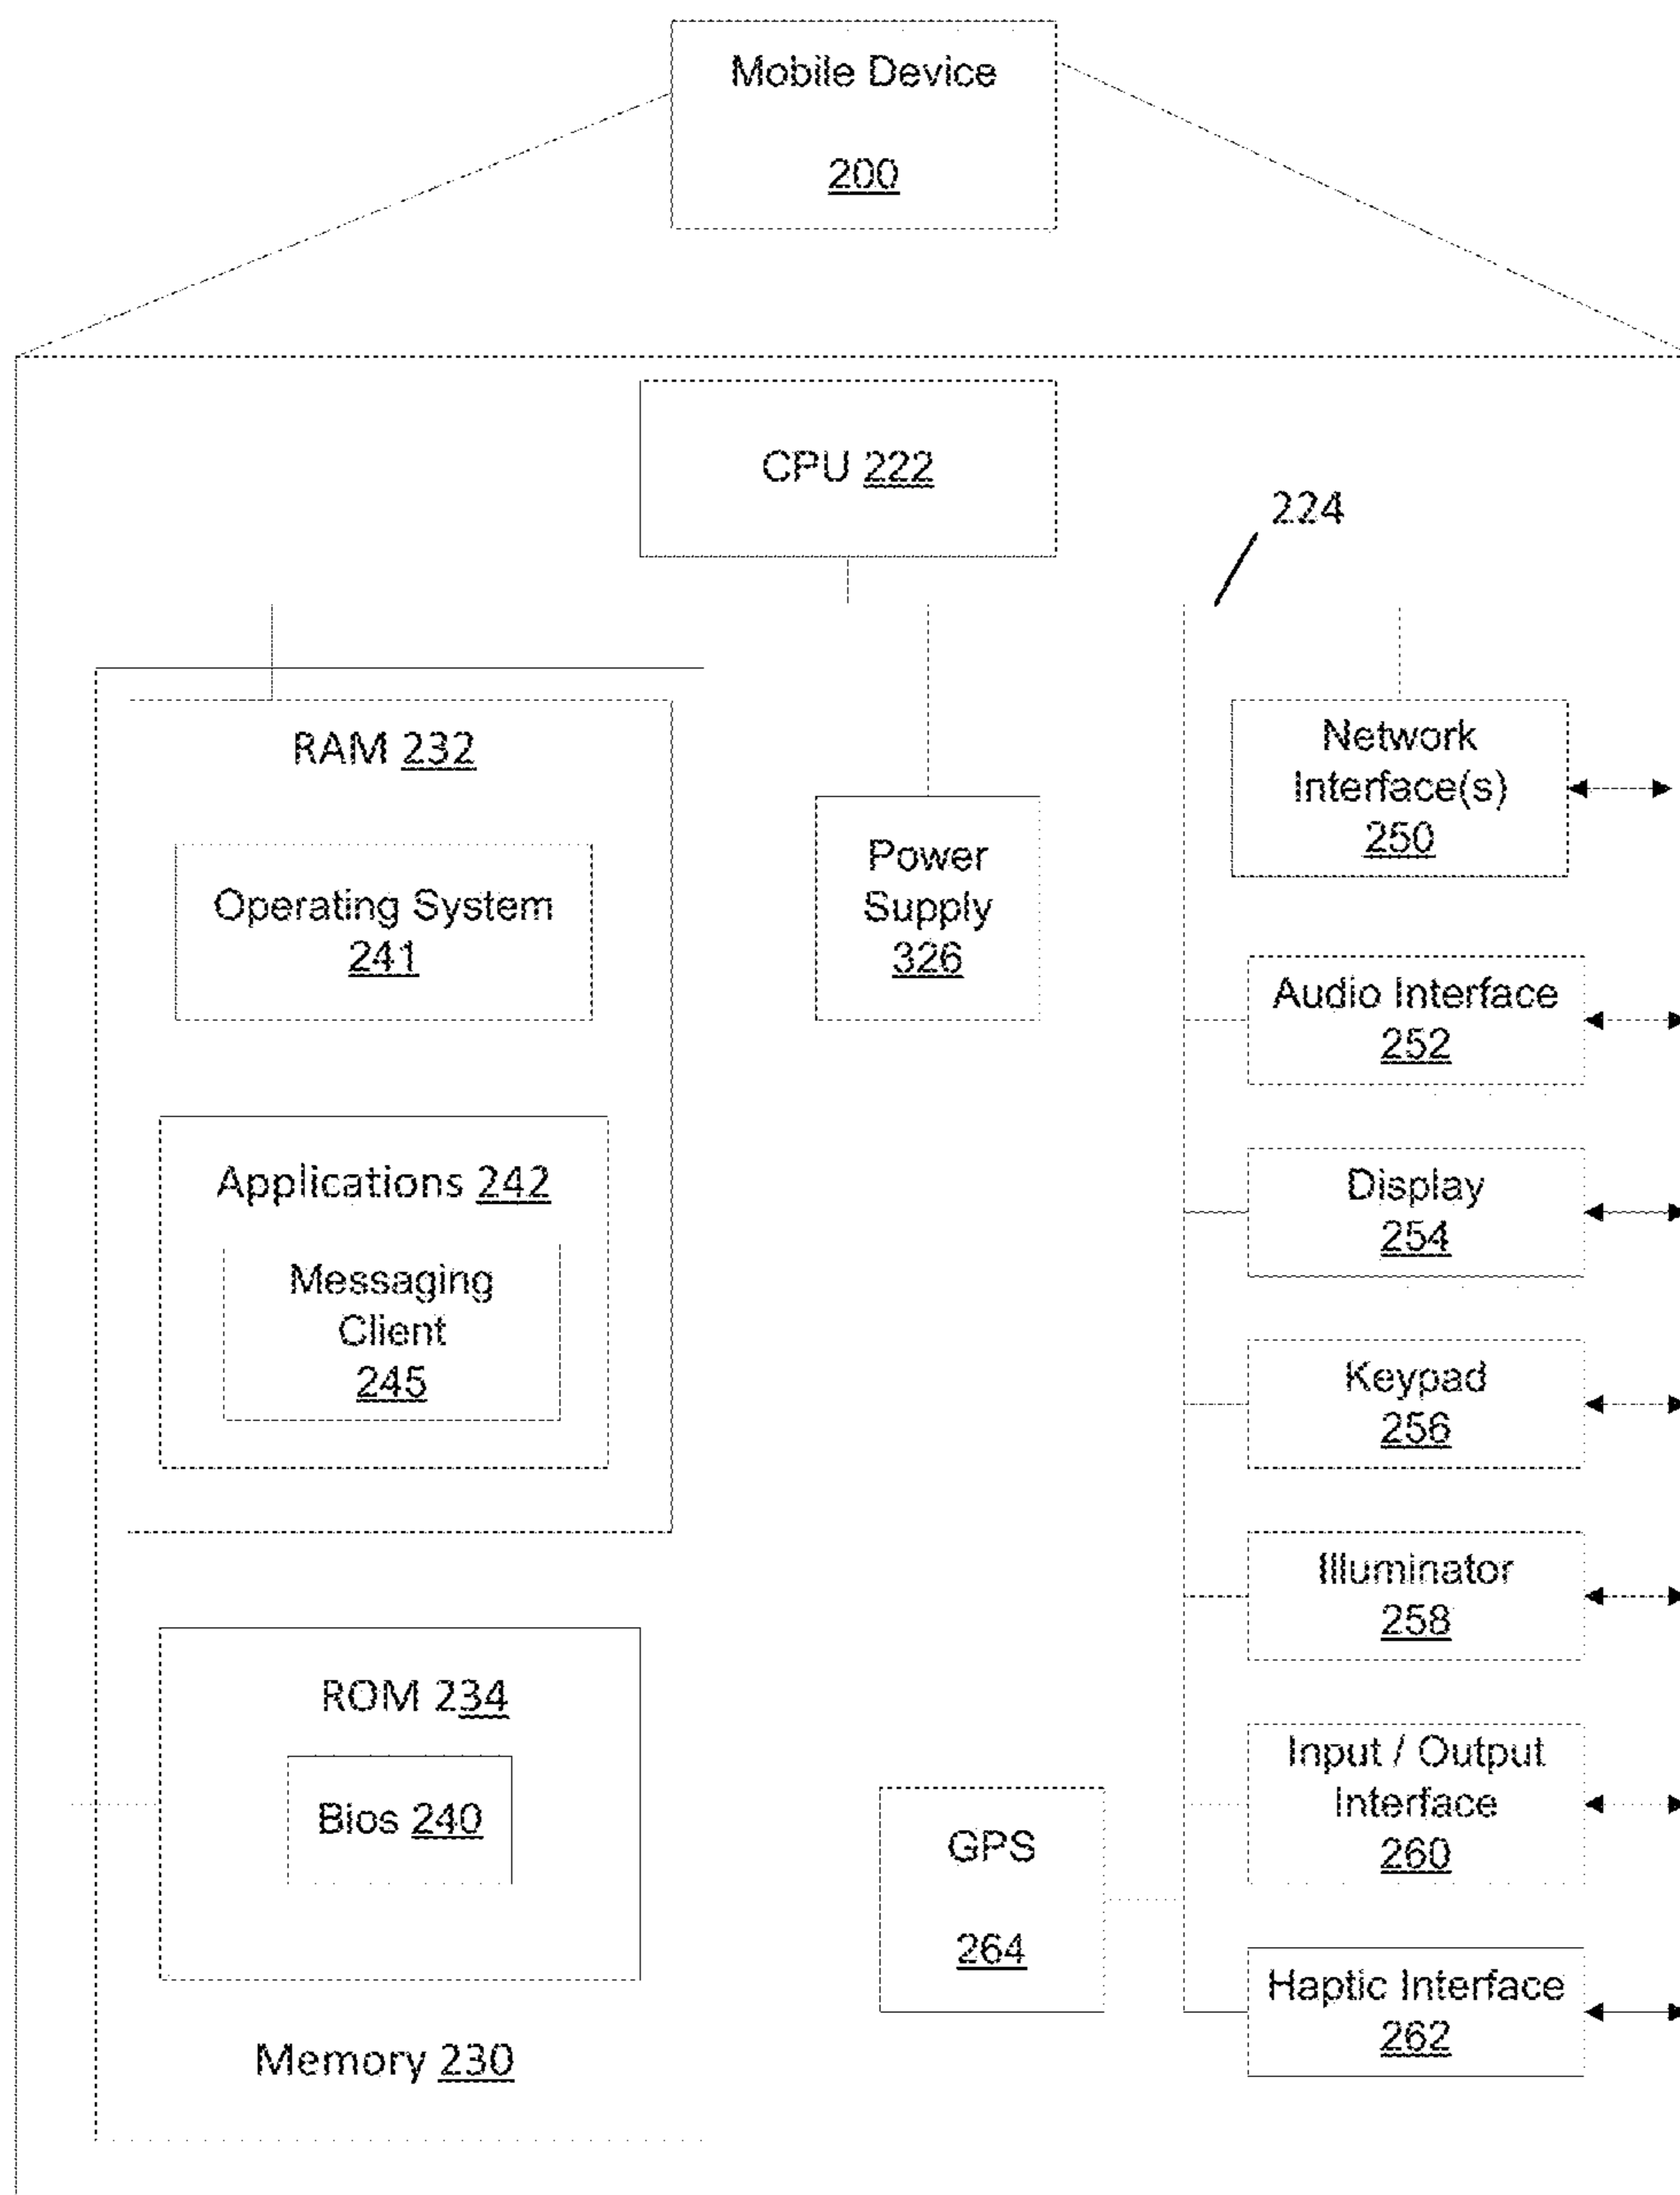 Mobile Device
200
CPU 222
224
RAM 232
Operating System
241
Applications 242
Messaging
Client
245
ROM 234
Bios 240
Memory 230
Power
Supply
326
GPS
264
Network
Interface(s)
250
Audio Interface
252
Display
254
Keypad
256
Illuminator
258
Input / Output
Interface
260
Haptic Interface
262